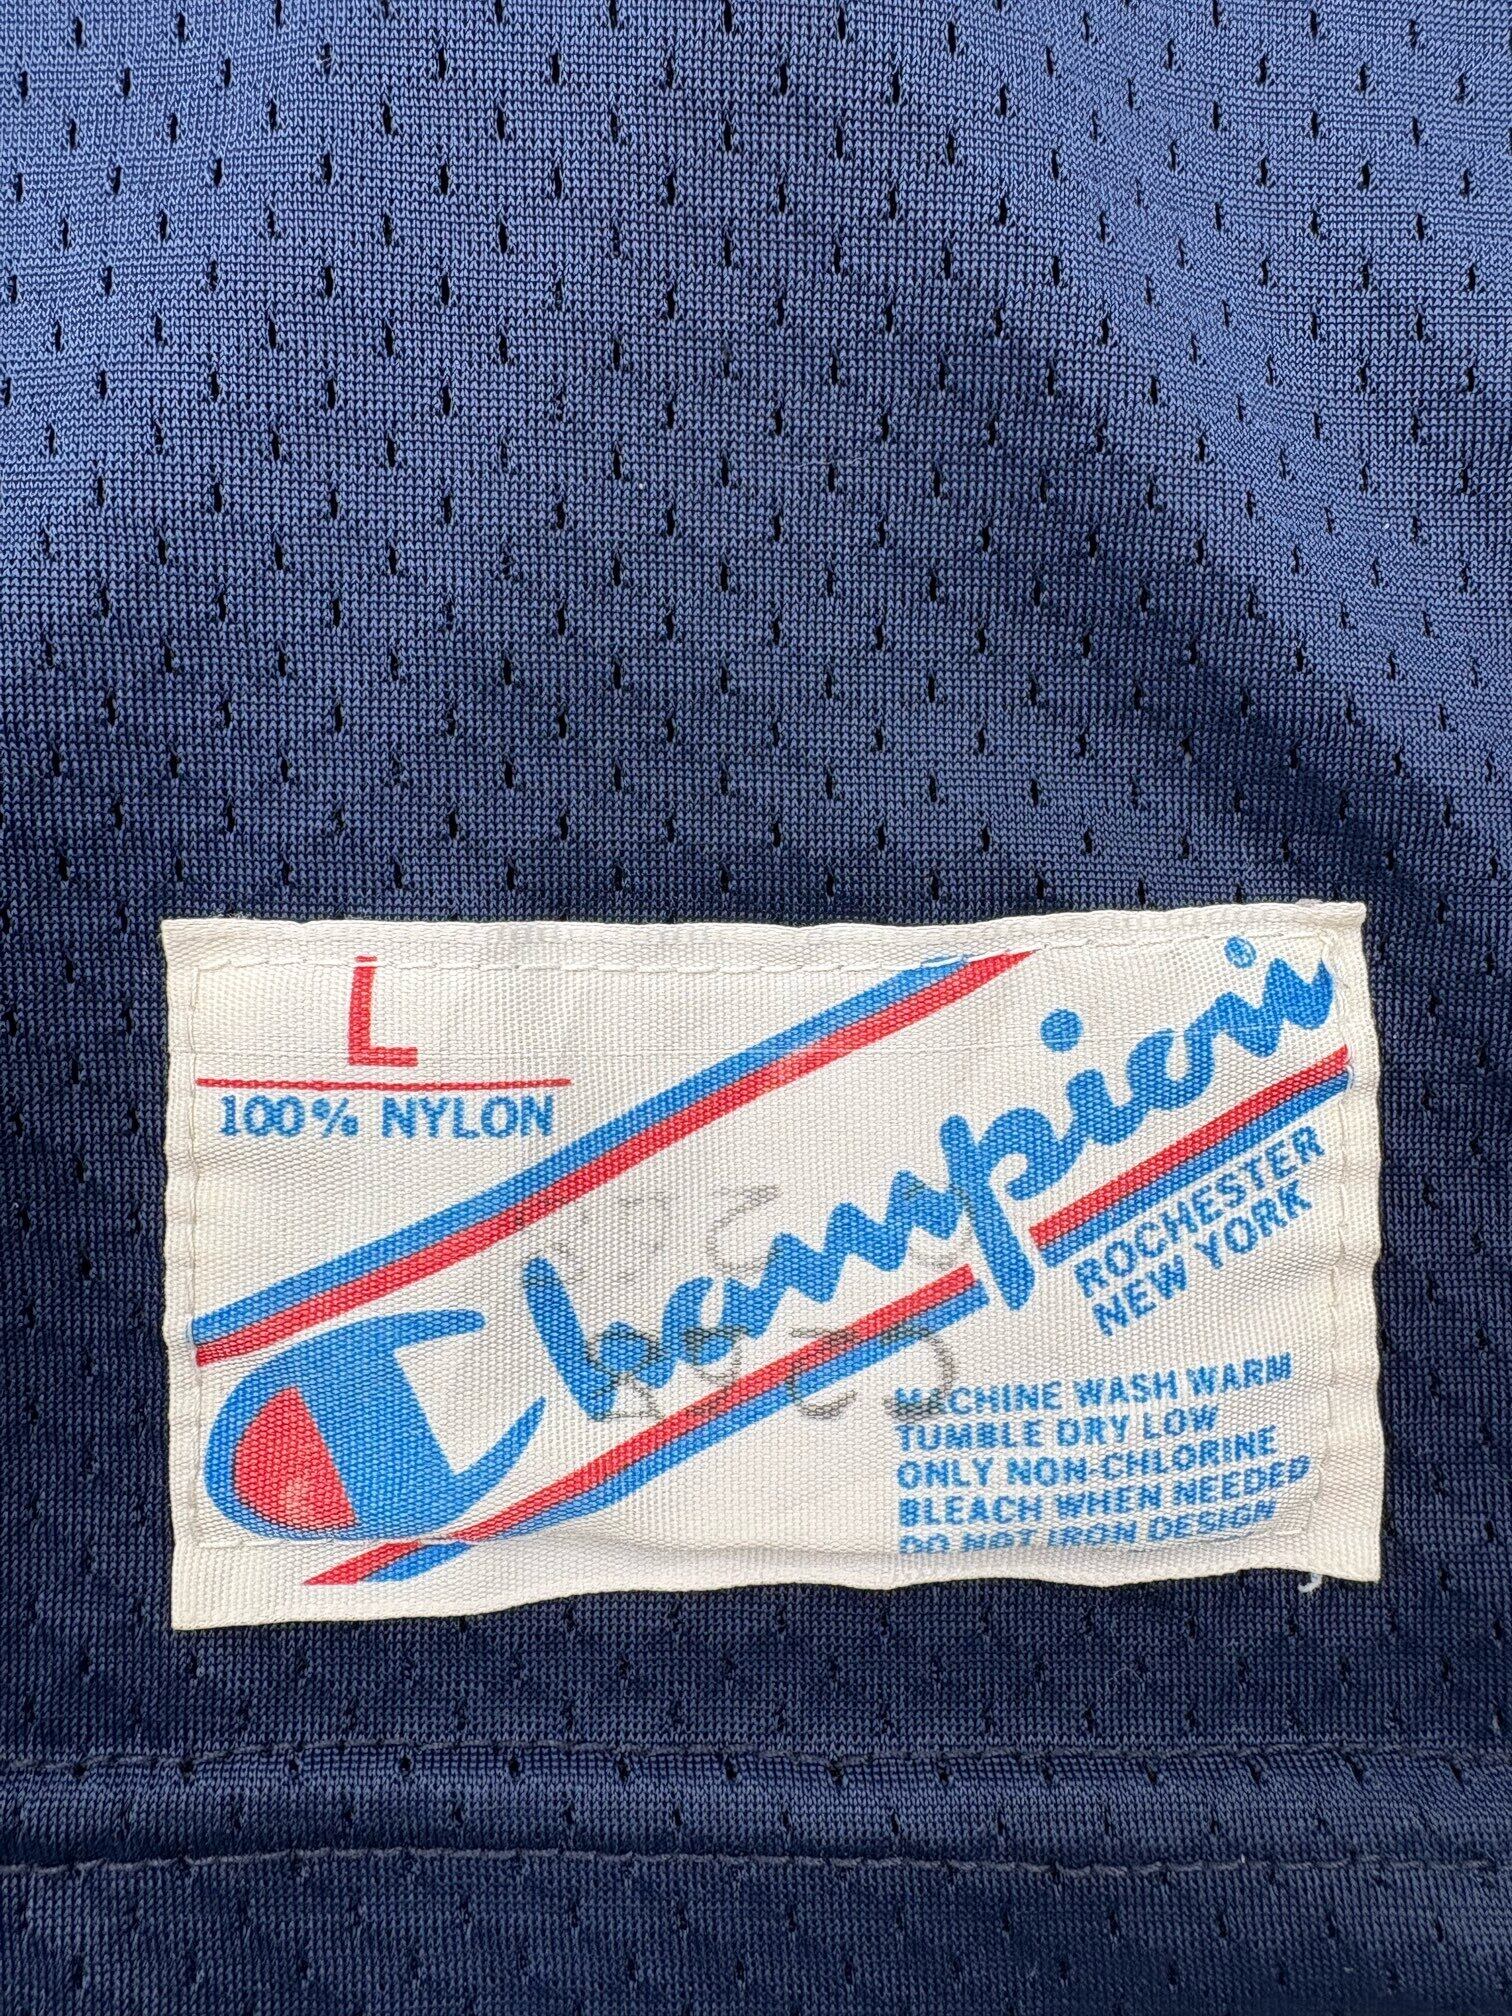 L
100% NYLON
Champion®
ROCHESTER
NEW YORK
MACHINE WASH WARM
TUMBLE DRY LOW
ONLY NON-CHLORINE
BLEACH WHEN NEEDED
DO NOT IRON DESIGN